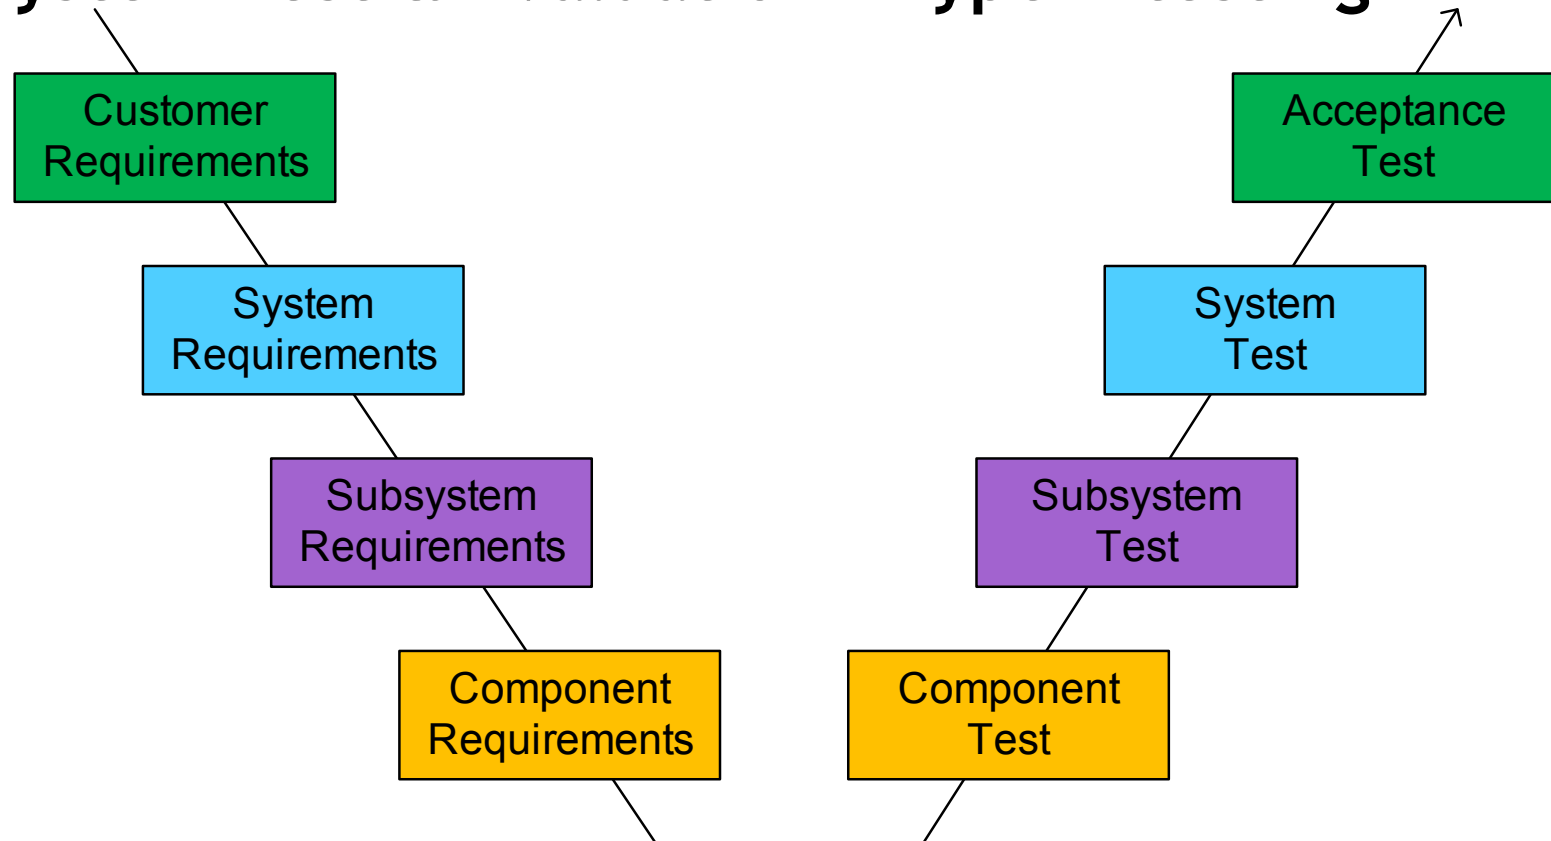 Customer
Requirements
Acceptance
Test
System
Requirements
System
Test
Subsystem
Requirements
Subsystem
Test
Component
Requirements
Component
Test